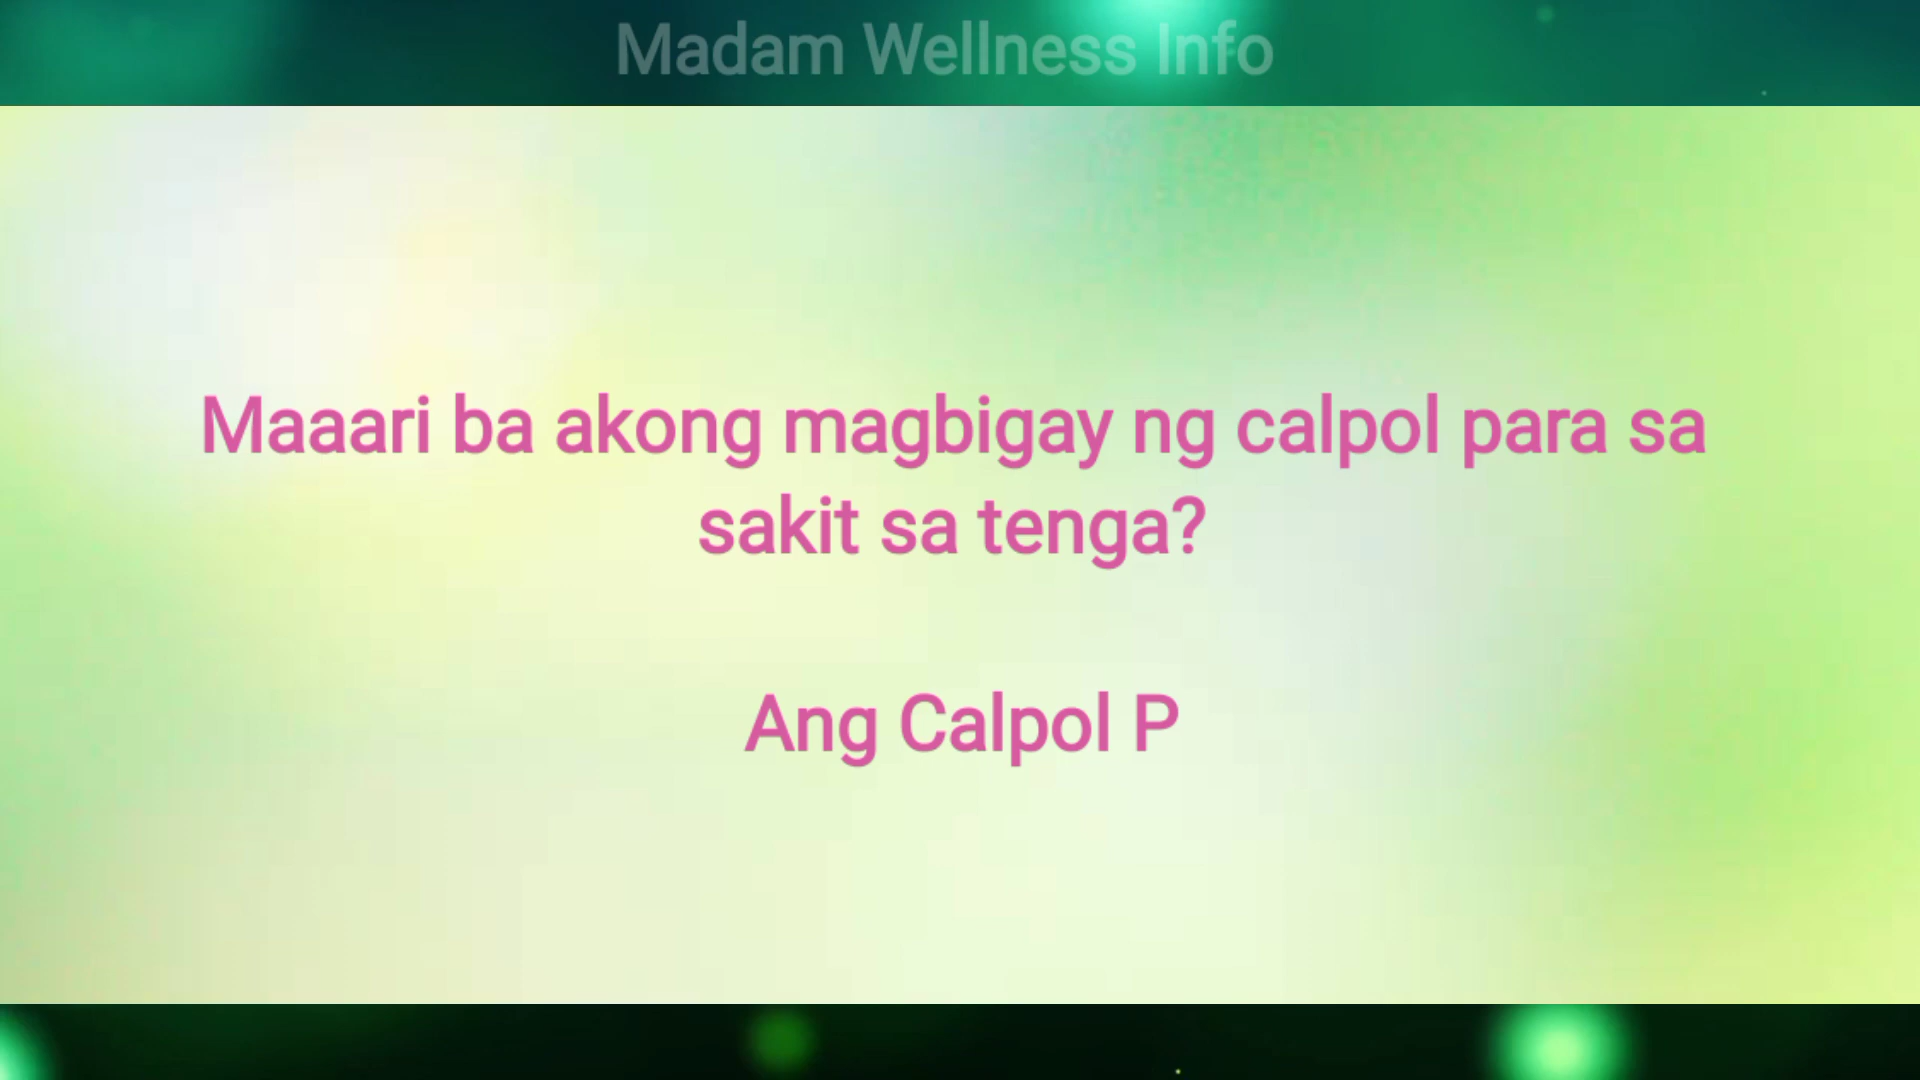 Madam Wellness Info
Maaari ba akong magbigay ng calpol para sa
sakit sa tenga?
Ang Calpol P